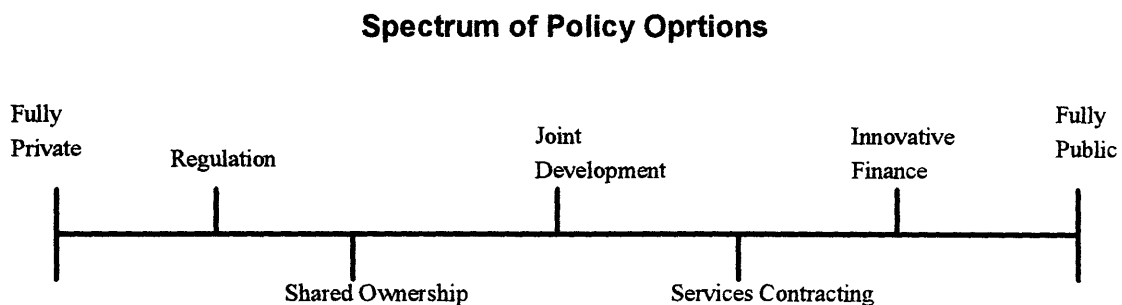 Spectrum of Policy Oprtions
Fully
Private
Regulation
Joint
Development
Innovative
Finance
Fully
Public
Shared Ownership
Services Contracting